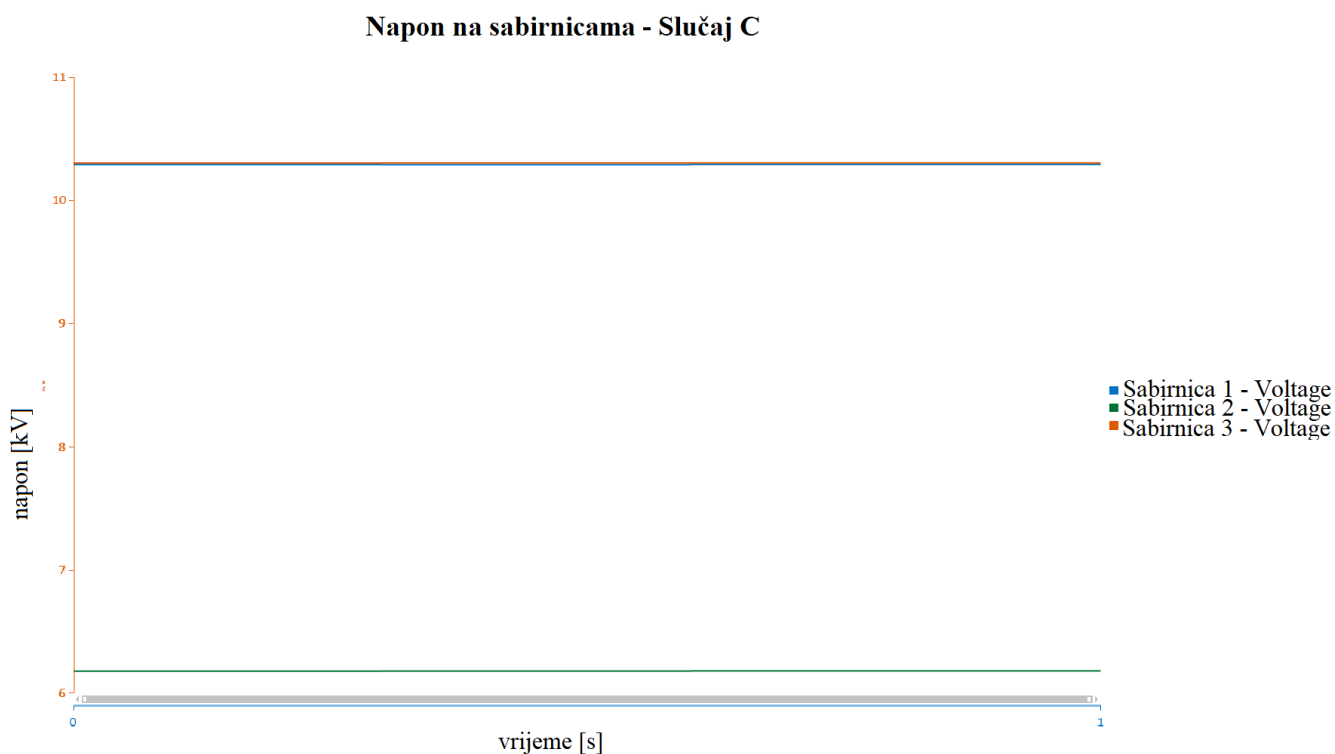 Napon na sabirnicama - Slučaj C
11
10
9
8
7
6
napon [kV]
0
1
vrijeme [s]
Sabirnica 1 - Voltage
Sabirnica 2 - Voltage
Sabirnica 3 - Voltage